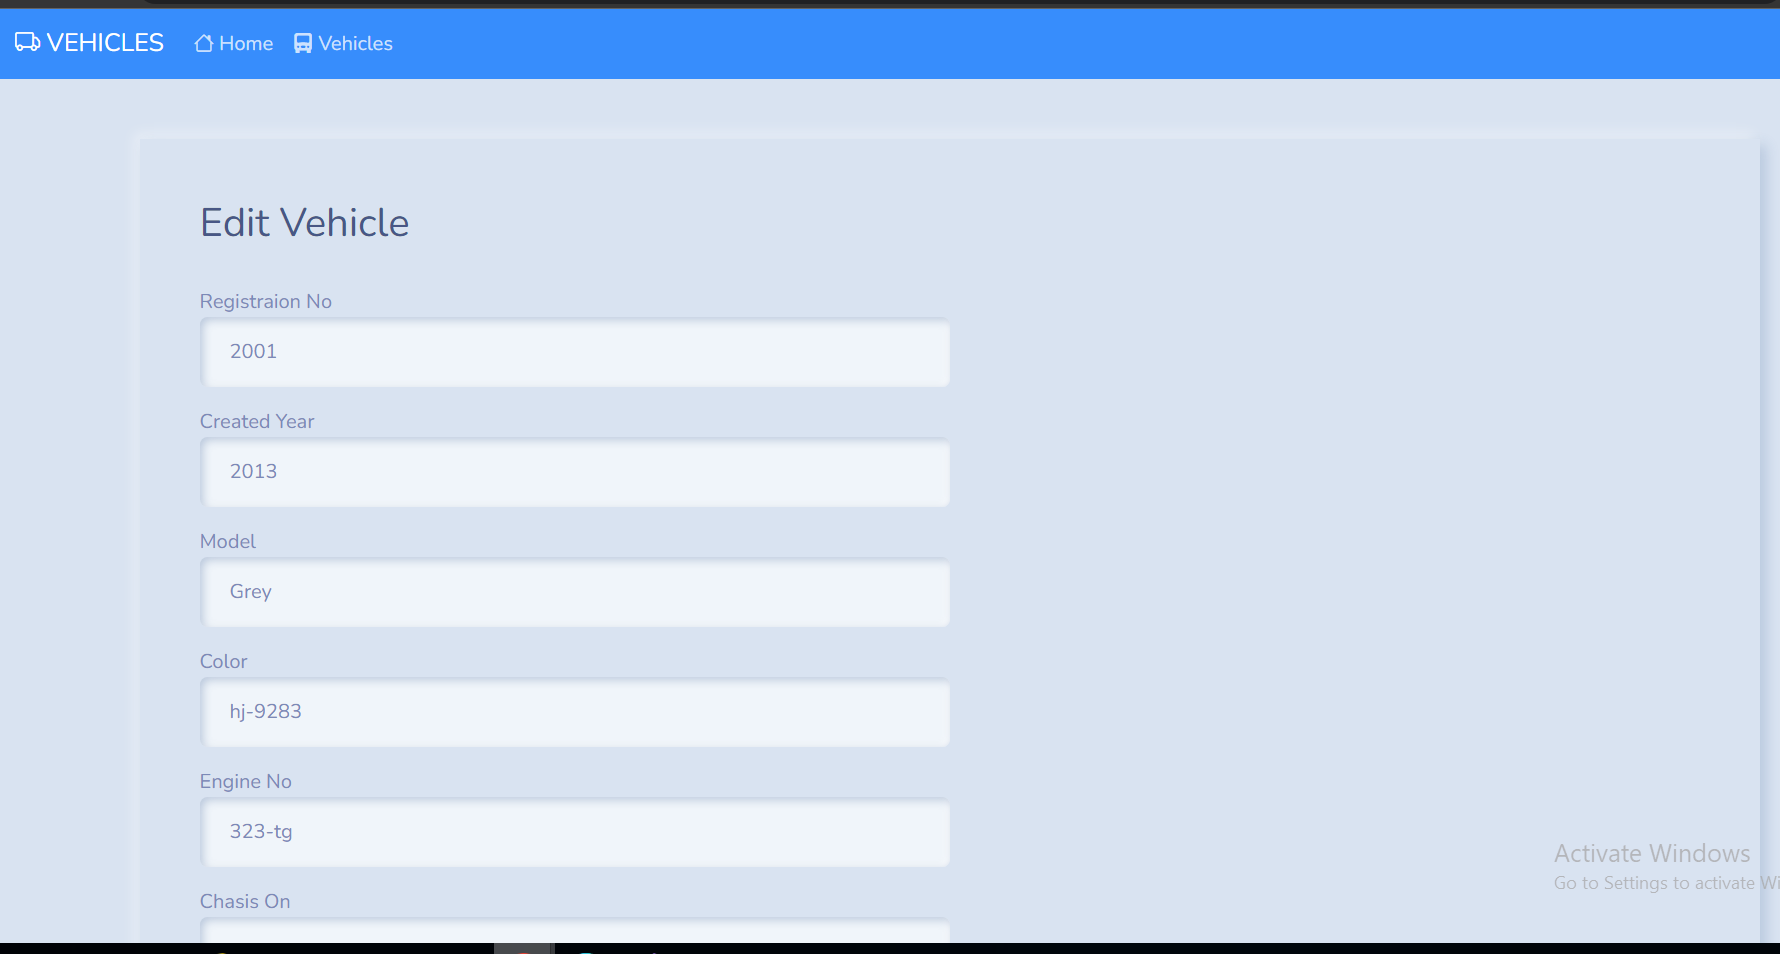 VEHICLES Home Vehicles
Edit Vehicle
Registraion No
2001
Created Year
2013
Model
Grey
Color
hj-9283
Engine No
323-tg
Chasis On
Activate Windows
Go to Settings to activate Wi